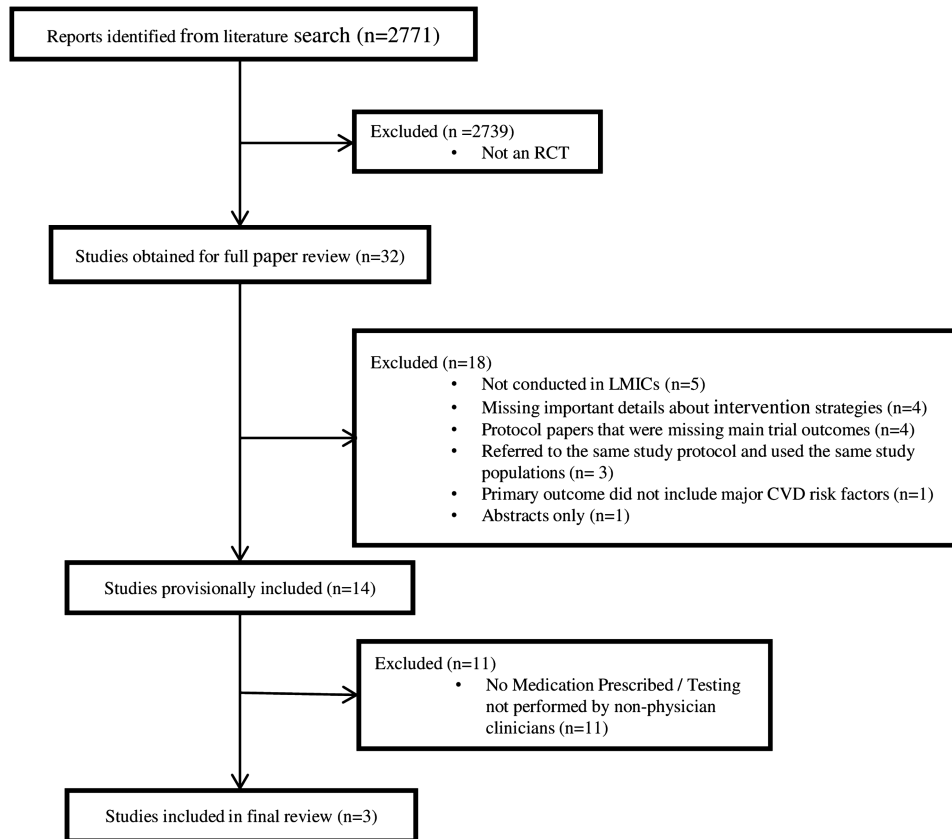 Reports identified from literature search (n=2771)
Excluded (n =2739)
• Not an RCT
Studies obtained for full paper review (n=32)
Excluded (n=18)
• Not conducted in LMICs (n=5)
• Missing important details about intervention strategies (n=4)
• Protocol papers that were missing main trial outcomes (n=4)
• Referred to the same study protocol and used the same study
populations (n= 3)
• Primary outcome did not include major CVD risk factors (n=1)
• Abstracts only (n=1)
Studies provisionally included (n=14)
Excluded (n=11)
• No Medication Prescribed / Testing
not performed by non-physician
clinicians (n=11)
Studies included in final review (n=3)